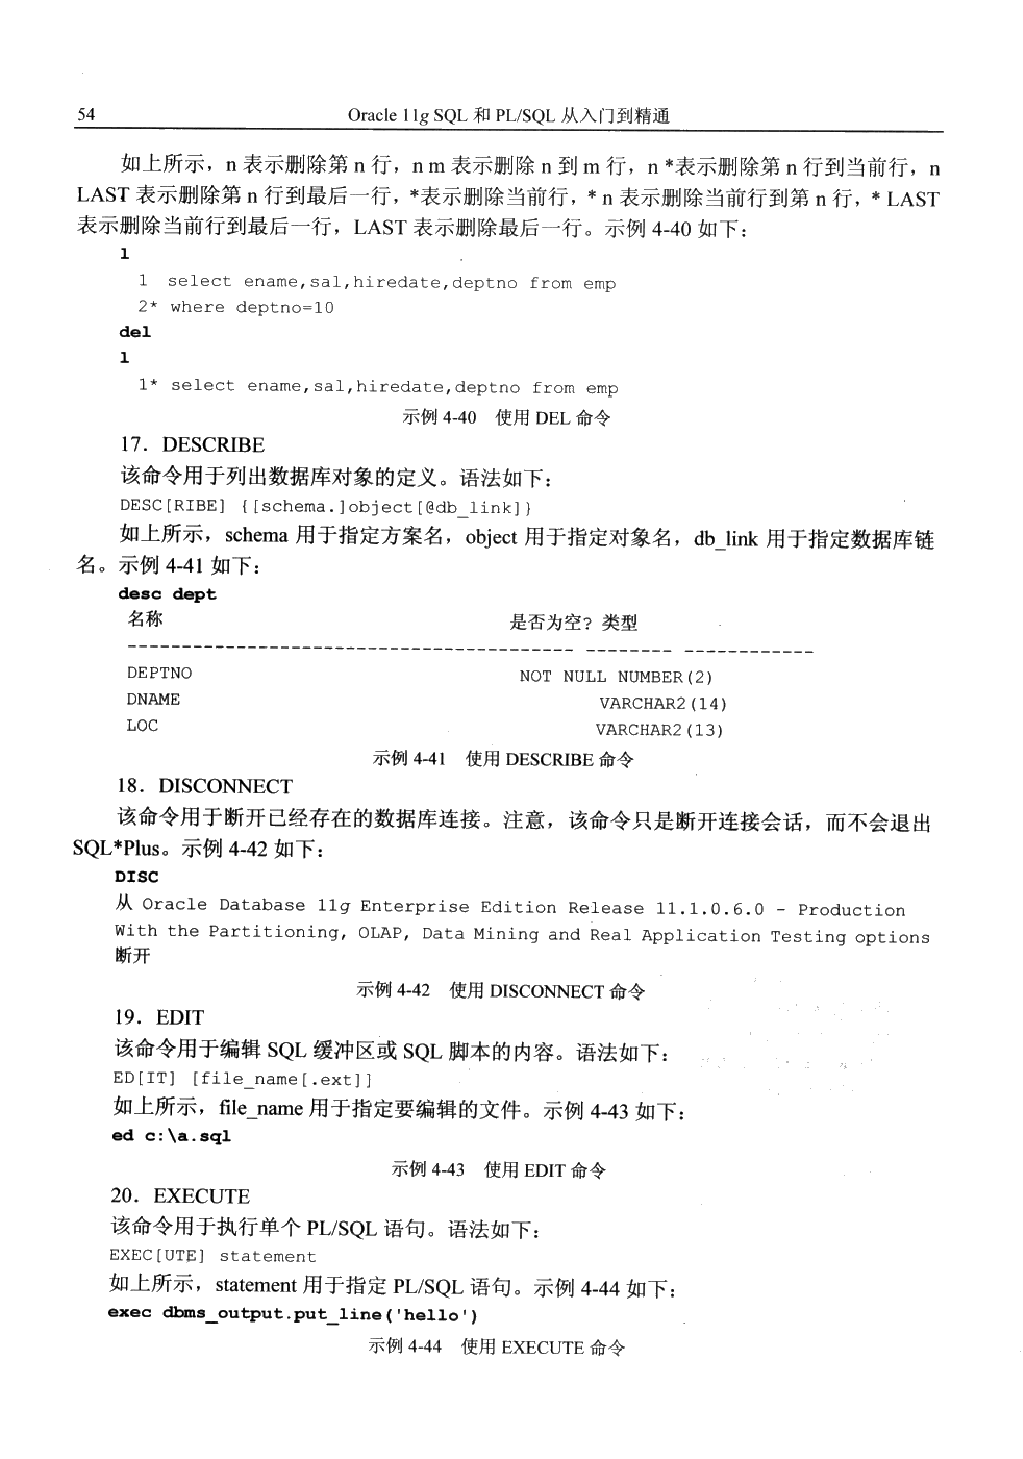 54
Oracle 11g SQL 和 PL/SQL 从入门到精通
如上所示，n 表示删除第 n 行，n m 表示删除 n 到 m 行，n *表示删除第 n 行到当前行，n
LAST 表示删除第 n 行到最后一行，*表示删除当前行，* n 表示删除当前行到第 n 行，* LAST
表示删除当前行到最后一行，LAST 表示删除最后一行。示例 4-40 如下：
l
1  select ename,sal,hiredate,deptno from emp
2* where deptno=10
del
l
1* select ename,sal,hiredate,deptno from emp
示例 4-40  使用 DEL 命令
17．DESCRIBE
该命令用于列出数据库对象的定义。语法如下：
DESC[RIBE] {[schema.]object[@db_link]}
如上所示，schema 用于指定方案名，object 用于指定对象名，db_link 用于指定数据库链
名。示例 4-41 如下：
desc dept
名称 是否为空? 类型
----------------------------------------- -------- ------------
DEPTNO NOT NULL NUMBER(2)
DNAME VARCHAR2(14)
LOC VARCHAR2(13)
示例 4-41  使用 DESCRIBE 命令
18．DISCONNECT
该命令用于断开已经存在的数据库连接。注意，该命令只是断开连接会话，而不会退出
SQL*Plus。示例 4-42 如下：
DISC
从 Oracle Database 11g Enterprise Edition Release 11.1.0.6.0 - Production
With the Partitioning, OLAP, Data Mining and Real Application Testing options
断开
示例 4-42  使用 DISCONNECT 命令
19．EDIT
该命令用于编辑 SQL 缓冲区或 SQL 脚本的内容。语法如下：
ED[IT] [file_name[.ext]]
如上所示，file_name 用于指定要编辑的文件。示例 4-43 如下：
ed c:\a.sql
示例 4-43  使用 EDIT 命令
20．EXECUTE
该命令用于执行单个 PL/SQL 语句。语法如下：
EXEC[UTE] statement
如上所示，statement 用于指定 PL/SQL 语句。示例 4-44 如下：
exec dbms_output.put_line('hello')
示例 4-44  使用 EXECUTE 命令